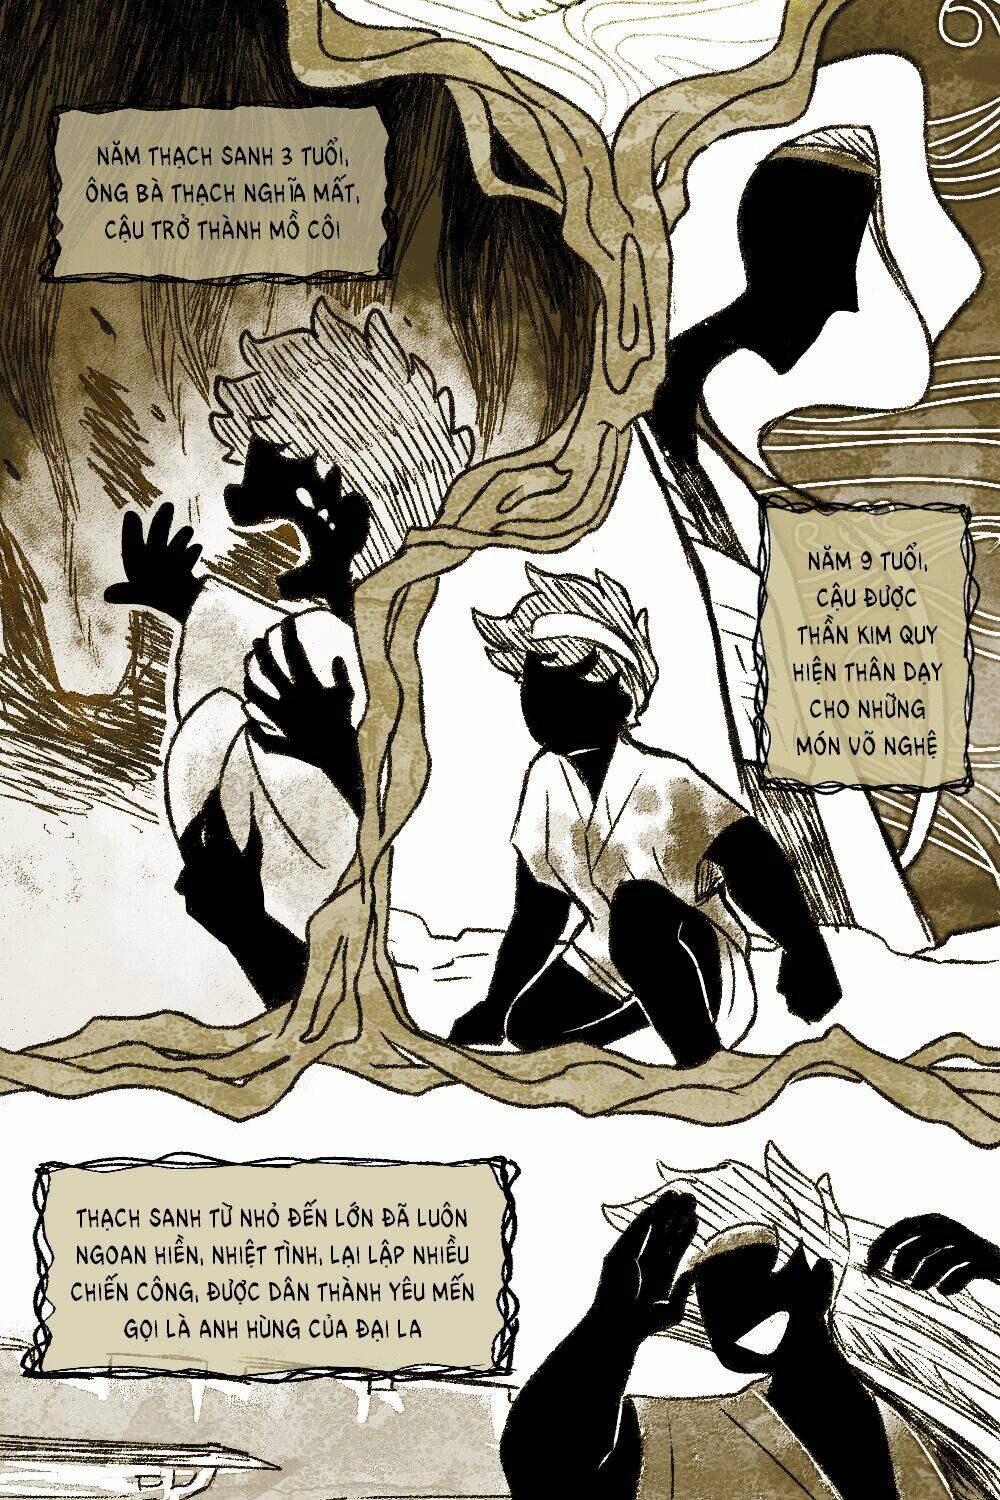 NĂM THẠCH SANH 3 TUỔI,
ÔNG BÀ THẠCH NGHĨA MẤT,
CẬU TRỞ THÀNH MỒ CÔI
NĂM 9 TUỔI,
CẬU ĐƯỢC
THẦN KIM QUY
HIỆN THÂN DẠY
CHO NHỮNG
MÓN VÕ NGHỆ
THẠCH SANH TỪ NHỎ ĐẾN LỚN ĐÃ LUÔN
NGOAN HIỀN, NHIỆT TÌNH, LẠI LẬP NHIỀU
CHIẾN CÔNG, ĐƯỢC DÂN THÀNH YÊU MẾN
GỌI LÀ ANH HÙNG CỦA ĐẠI LA